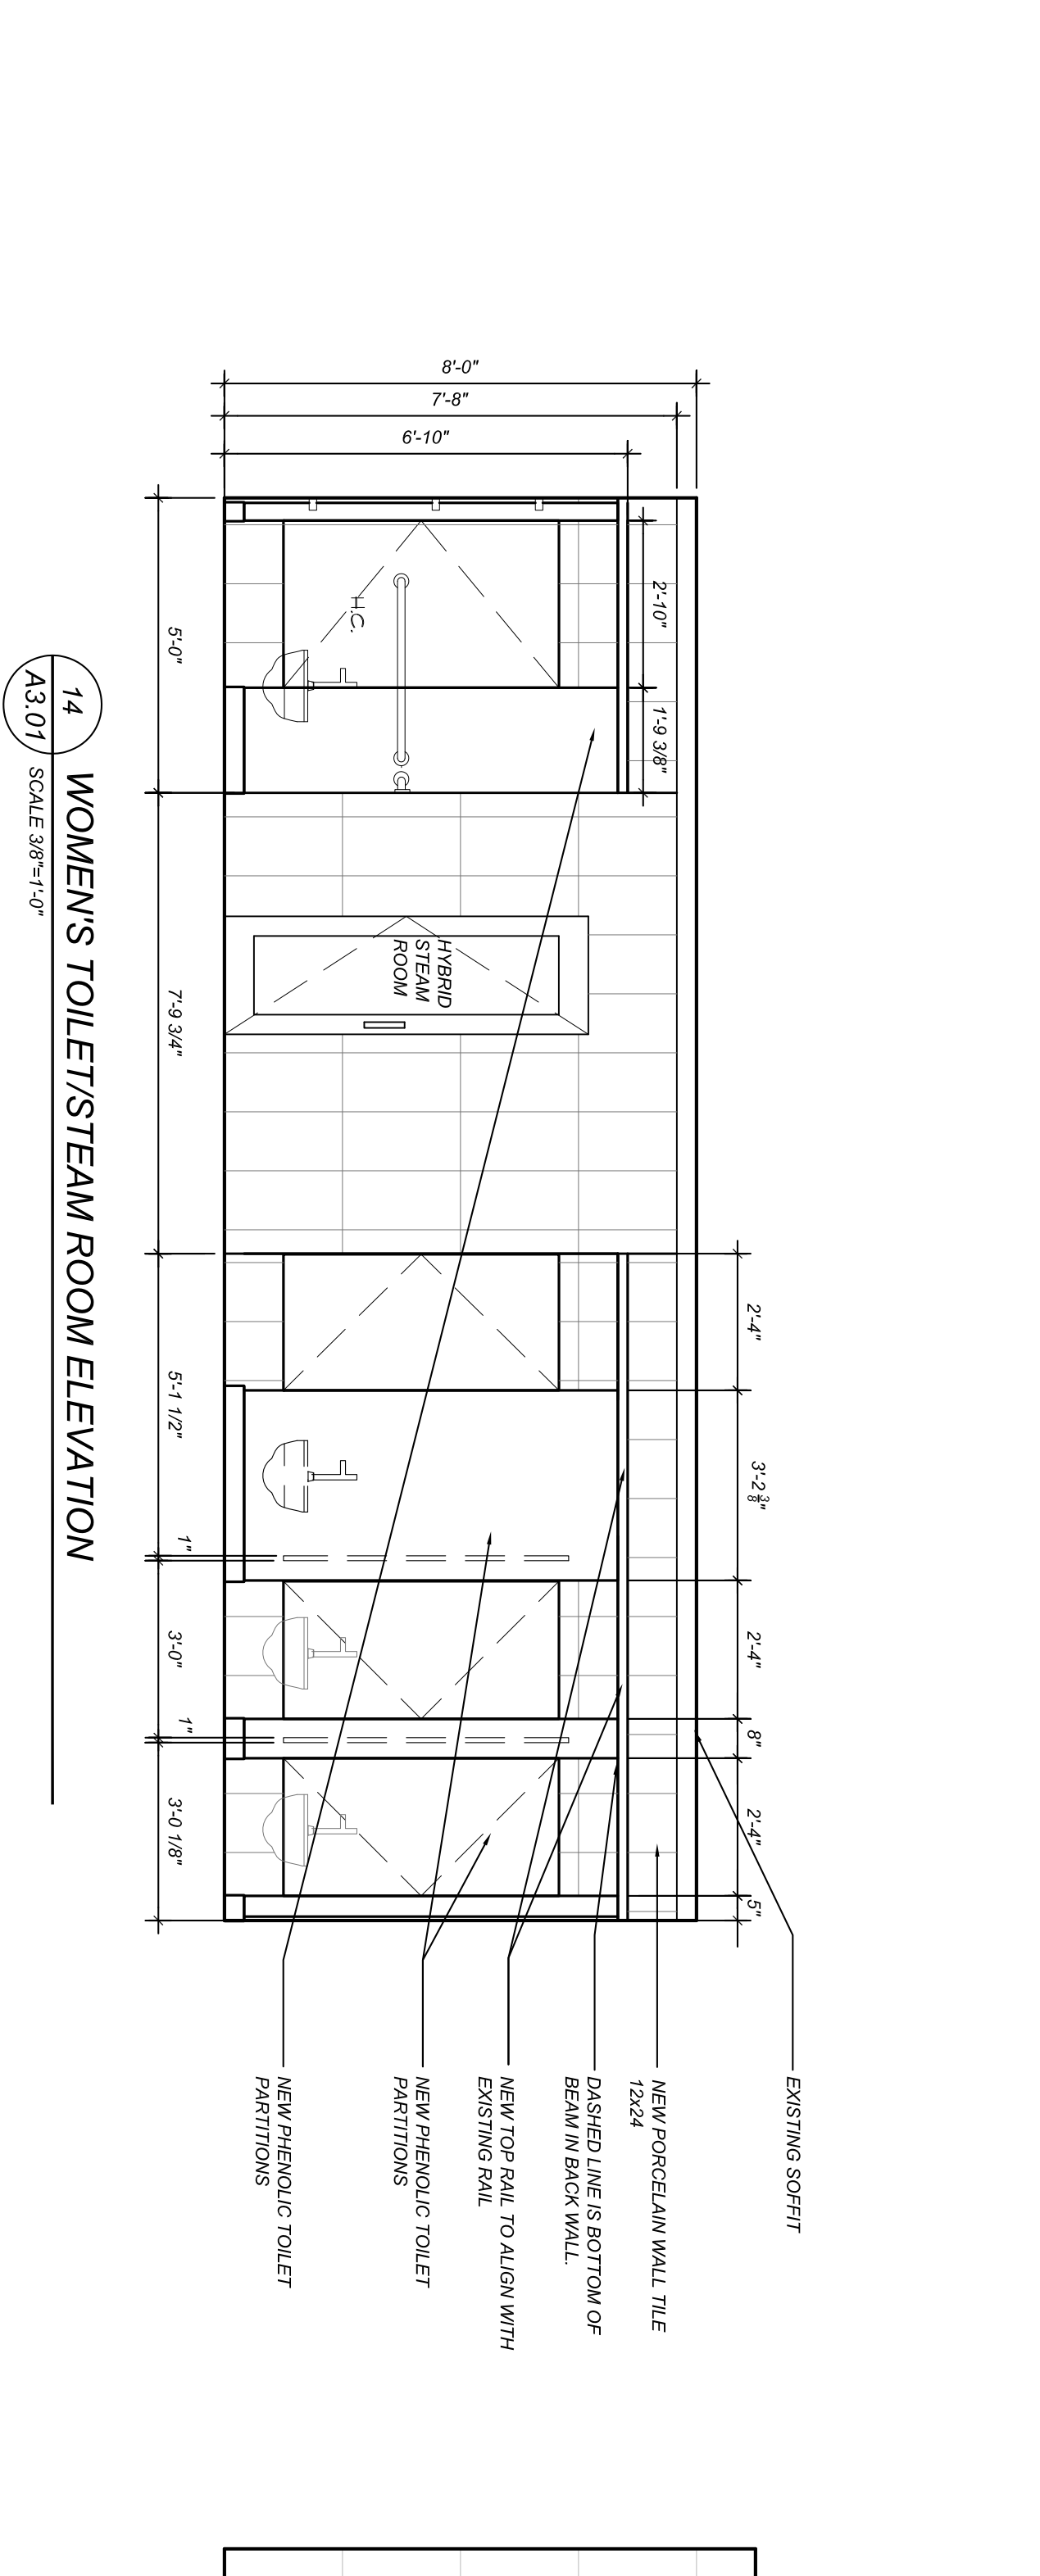 8'-0"
7'-8"
6'-10"
2'-10"
1'-9 3/8"
H.C.
HYBRID
STEAM
ROOM
2'-4"
3'-2 3/8"
2'-4"
8"
2'-4"
5"
5'-0"
7'-9 3/4"
5'-1 1/2"
1"
3'-0"
1"
3'-0 1/8"
EXISTING SOFFIT
NEW PORCELAIN WALL TILE
12x24
DASHED LINE IS BOTTOM OF
BEAM IN BACK WALL.
NEW TOP RAIL TO ALIGN WITH
EXISTING RAIL
NEW PHENOLIC TOILET
PARTITIONS
NEW PHENOLIC TOILET
PARTITIONS
14
A3.01
WOMEN'S TOILET/STEAM ROOM ELEVATION
SCALE 3/8"=1'-0"